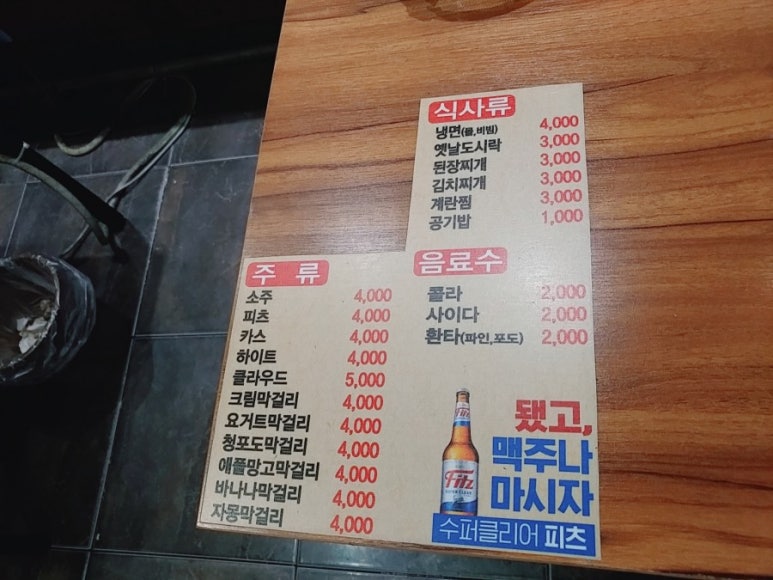 식사류
냉면(물,비빔) 4,000
옛날도시락 3,000
된장찌개 3,000
김치찌개 3,000
계란찜 3,000
공기밥 1,000
음료수
콜라 2,000
사이다 2,000
환타(파인,포도) 2,000
주 류
소주 4,000
피츠 4,000
카스 4,000
하이트 4,000
클라우드 5,000
크림막걸리 4,000
요거트막걸리 4,000
청포도막걸리 4,000
애플망고막걸리 4,000
바나나막걸리 4,000
자몽막걸리 4,000
Fitz
됐고,
맥주나
마시자
수퍼클리어 피츠